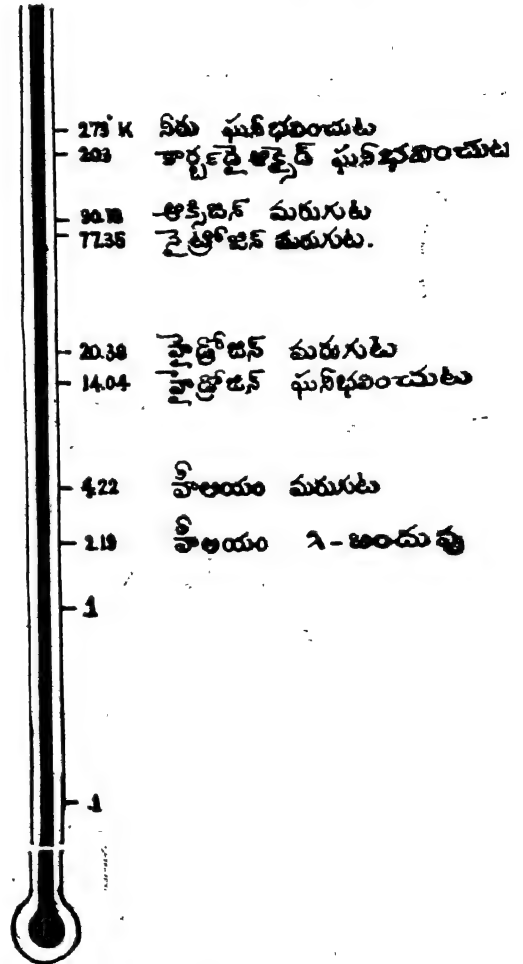 273°K నీరు ఘనీభవించుట
203 కార్బన్ డై ఆక్సైడ్ ఘనీభవించుట
90.18 ఆక్సిజన్ మరుగుట
77.35 నైట్రోజన్ మరుగుట.
20.38 హైడ్రోజన్ మరుగుట
14.04 హైడ్రోజన్ ఘనీభవించుట
4.22 హీలియం మరుగుట
2.19 హీలియం λ - బిందువు
1
.1